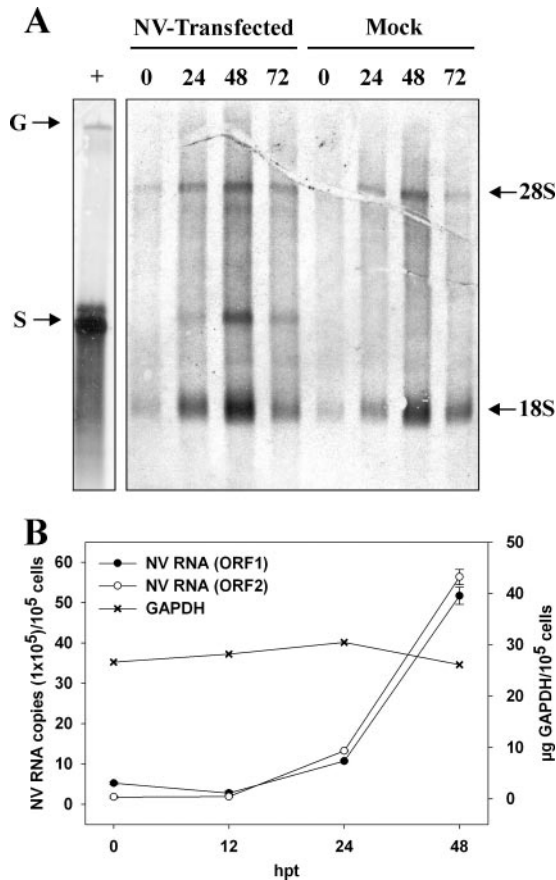 A
NV-Transfected Mock
+ 0 24 48 72 0 24 48 72
G
28S
S
18S
B
NV RNA (ORF1)
NV RNA (ORF2)
GAPDH
NV RNA copies (1x10⁵)/10⁵ cells
60
50
40
30
20
10
0
µg GAPDH/10⁵ cells
50
40
30
20
10
0
0 12 24 48
hpt